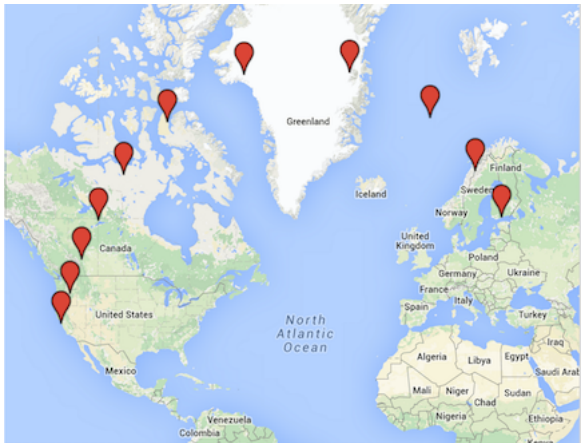 Greenland
Finland
Iceland
Sweden
Norway
Canada
United
Kingdom
Poland
Germany
Ukraine
France
Italy
Spain
Turkey
United States
North
Atlantic
Ocean
Iraq
Algeria
Libya
Egypt
Saudi Arab
Mexico
Mali
Niger
Sudan
Chad
Nigeria
Ethiopia
Venezuela
Colombia